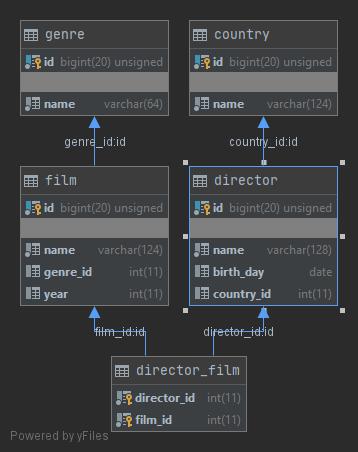 genre
country
id bigint(20) unsigned
id bigint(20) unsigned
name varchar(64)
name varchar(124)
genre_id:id
country_id:id
film
director
id bigint(20) unsigned
id bigint(20) unsigned
name varchar(124)
name varchar(128)
genre_id int(11)
birth_day date
year int(11)
country_id int(11)
film_id:id
director_id:id
director_film
director_id int(11)
film_id int(11)
Powered by yFiles